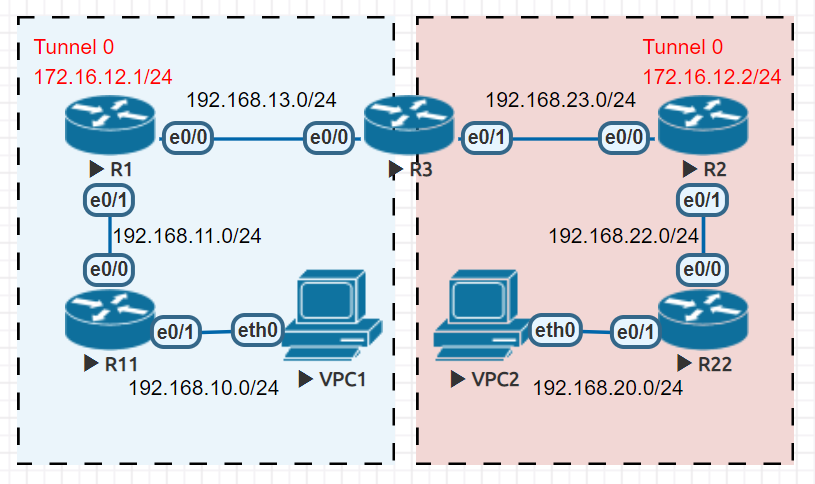 Tunnel 0
172.16.12.1/24
Tunnel 0
172.16.12.2/24
192.168.13.0/24
192.168.23.0/24
e0/0
e0/0
e0/1
e0/0
R1
R3
R2
e0/1
e0/1
192.168.11.0/24
192.168.22.0/24
e0/0
e0/0
e0/1
eth0
eth0
e0/1
R11
VPC1
VPC2
R22
192.168.10.0/24
192.168.20.0/24